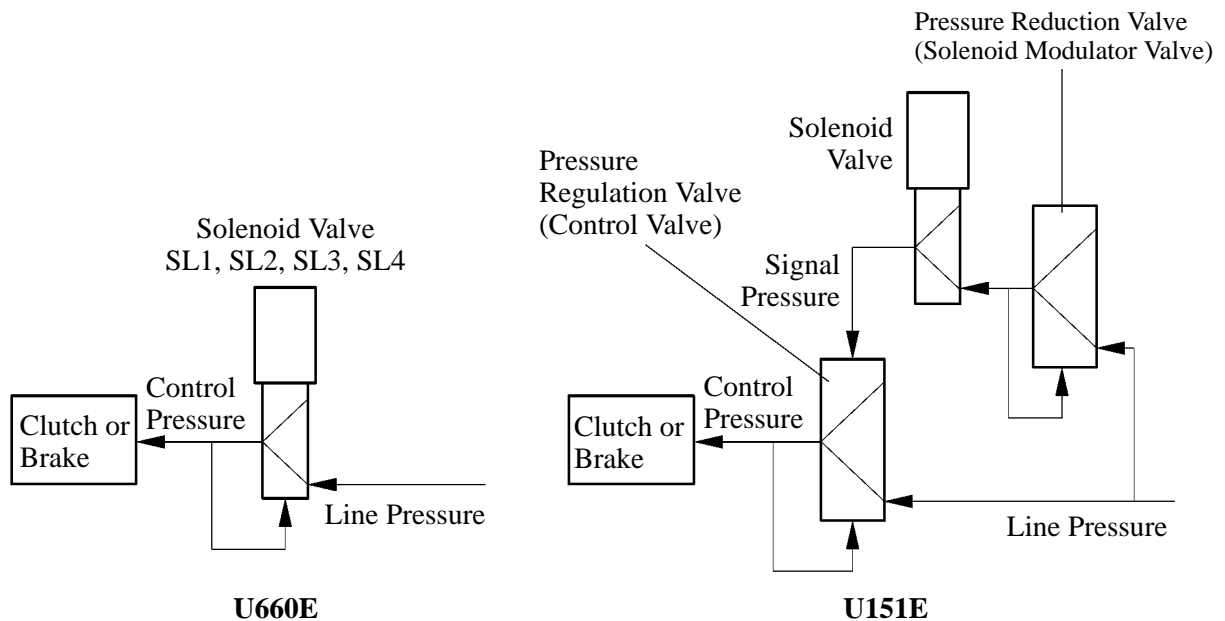 Solenoid Valve
SL1, SL2, SL3, SL4
Control
Pressure
Clutch or
Brake
Line Pressure
U660E
Pressure Reduction Valve
(Solenoid Modulator Valve)
Solenoid
Valve
Pressure
Regulation Valve
(Control Valve)
Signal
Pressure
Control
Pressure
Clutch or
Brake
Line Pressure
U151E